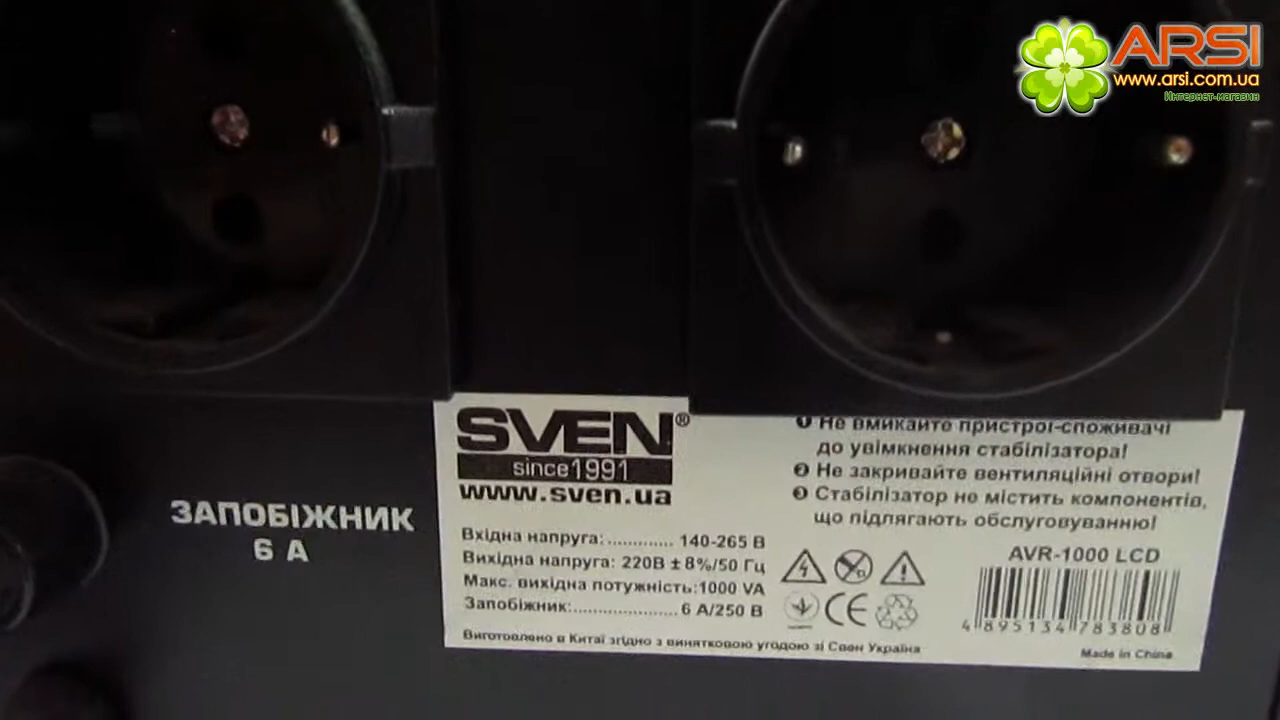 ARSI
www.arsi.com.ua
Интернет-магазин
SVEN®
since1991
www.sven.ua
Вхідна напруга:............. 140-265 В
Вихідна напруга: 220В ± 8%/50 Гц
Макс. вихідна потужність:1000 VA
Запобіжник:.................... 6 А/250 В
Виготовлено в Китаї згідно з винятковою угодою зі Свен Україна
❶ Не вмикайте пристрої-споживачі
до увімкнення стабілізатора!
❷ Не закривайте вентиляційні отвори!
❸ Стабілізатор не містить компонентів,
що підлягають обслуговуванню!
AVR-1000 LCD
CE
4 895134 783808
Made in China
ЗАПОБІЖНИК
6 А